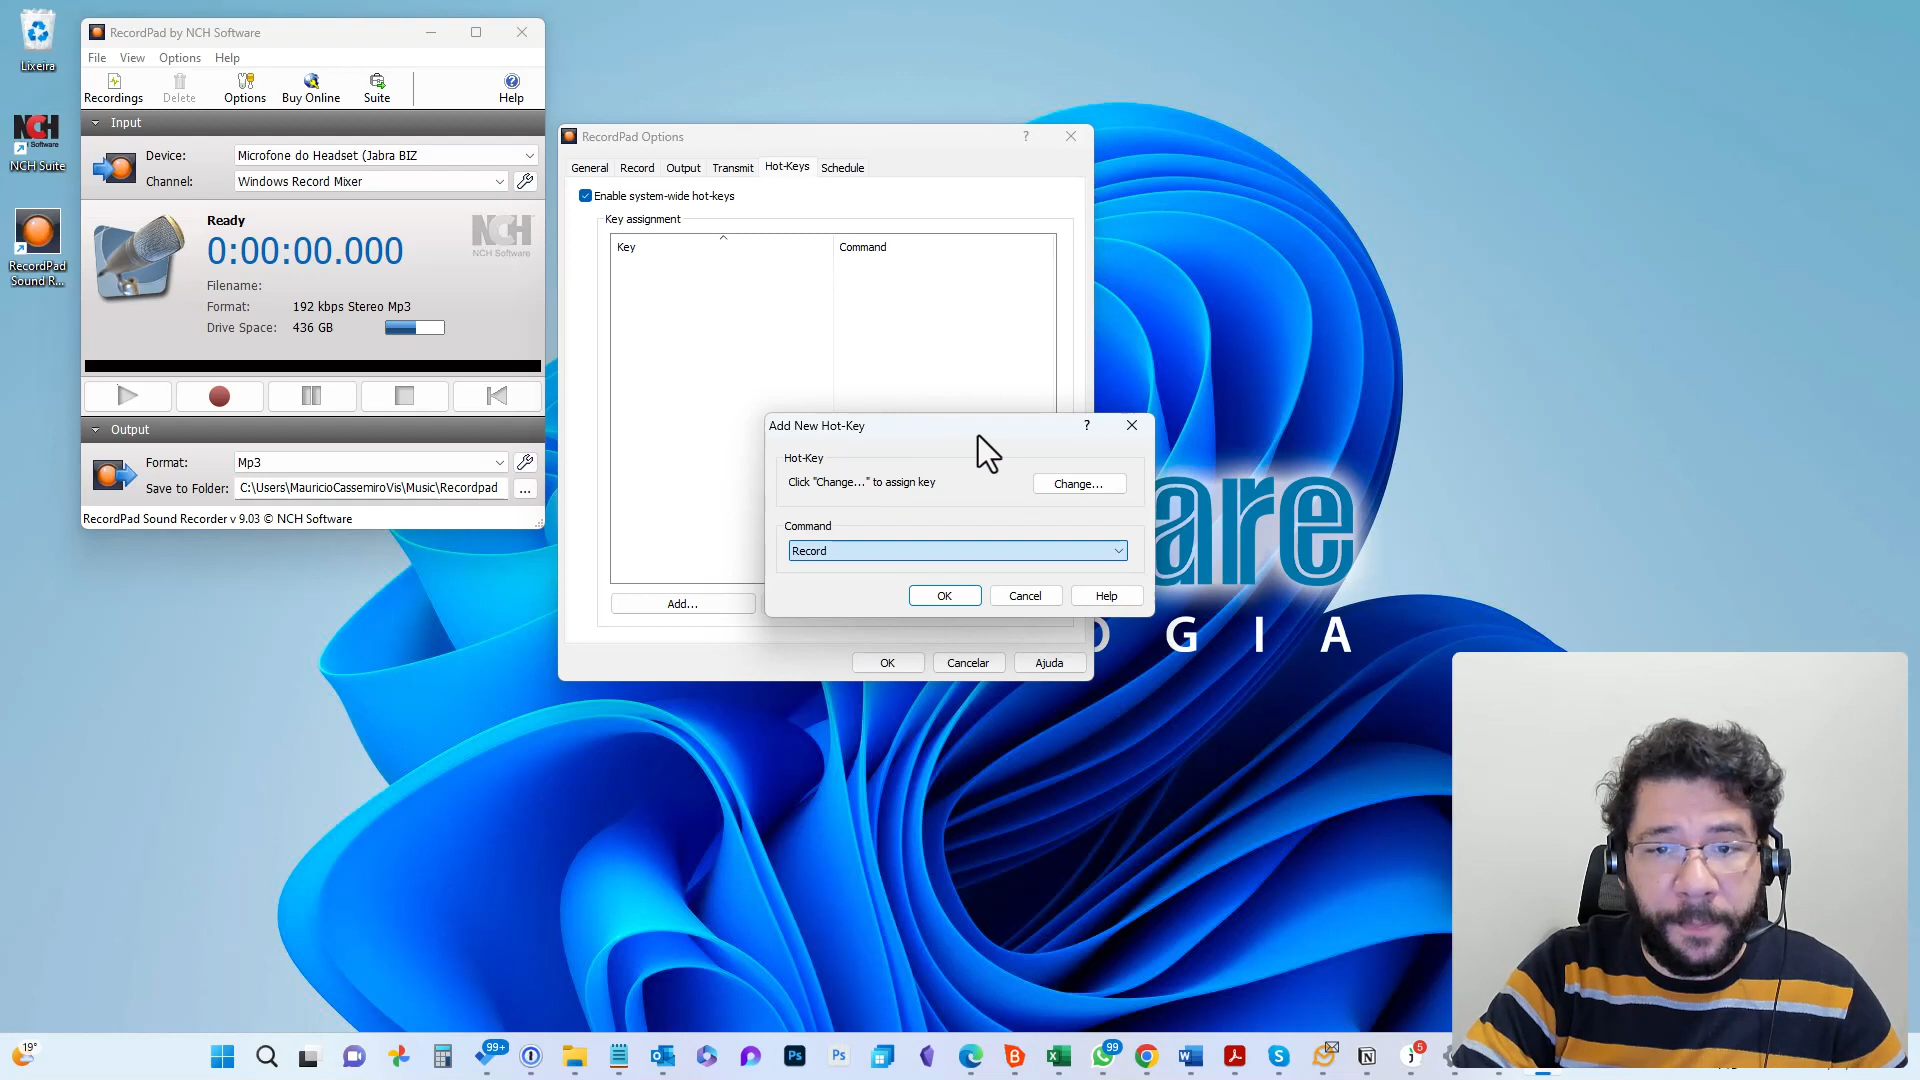 Lixeira
NCH Suite
RecordPad
Sound R...
RecordPad by NCH Software
File View Options Help
Recordings Delete Options Buy Online Suite Help
Input
Device: Microfone do Headset (Jabra BIZ
Channel: Windows Record Mixer
Ready
0:00:00.000
NCH
NCH Software
Filename:
Format: 192 kbps Stereo Mp3
Drive Space: 436 GB
Output
Format: Mp3
Save to Folder: C:\Users\MauricioCassemiroVis\Music\Recordpad ...
RecordPad Sound Recorder v 9.03 © NCH Software
RecordPad Options ?
General Record Output Transmit Hot-Keys Schedule
Enable system-wide hot-keys
Key assignment
Key Command
Add...
OK Cancelar Ajuda
Add New Hot-Key ?
Hot-Key
Click "Change..." to assign key Change...
Command
Record
OK Cancel Help
are
G I A
19° 99+ Ps Ps 99 5